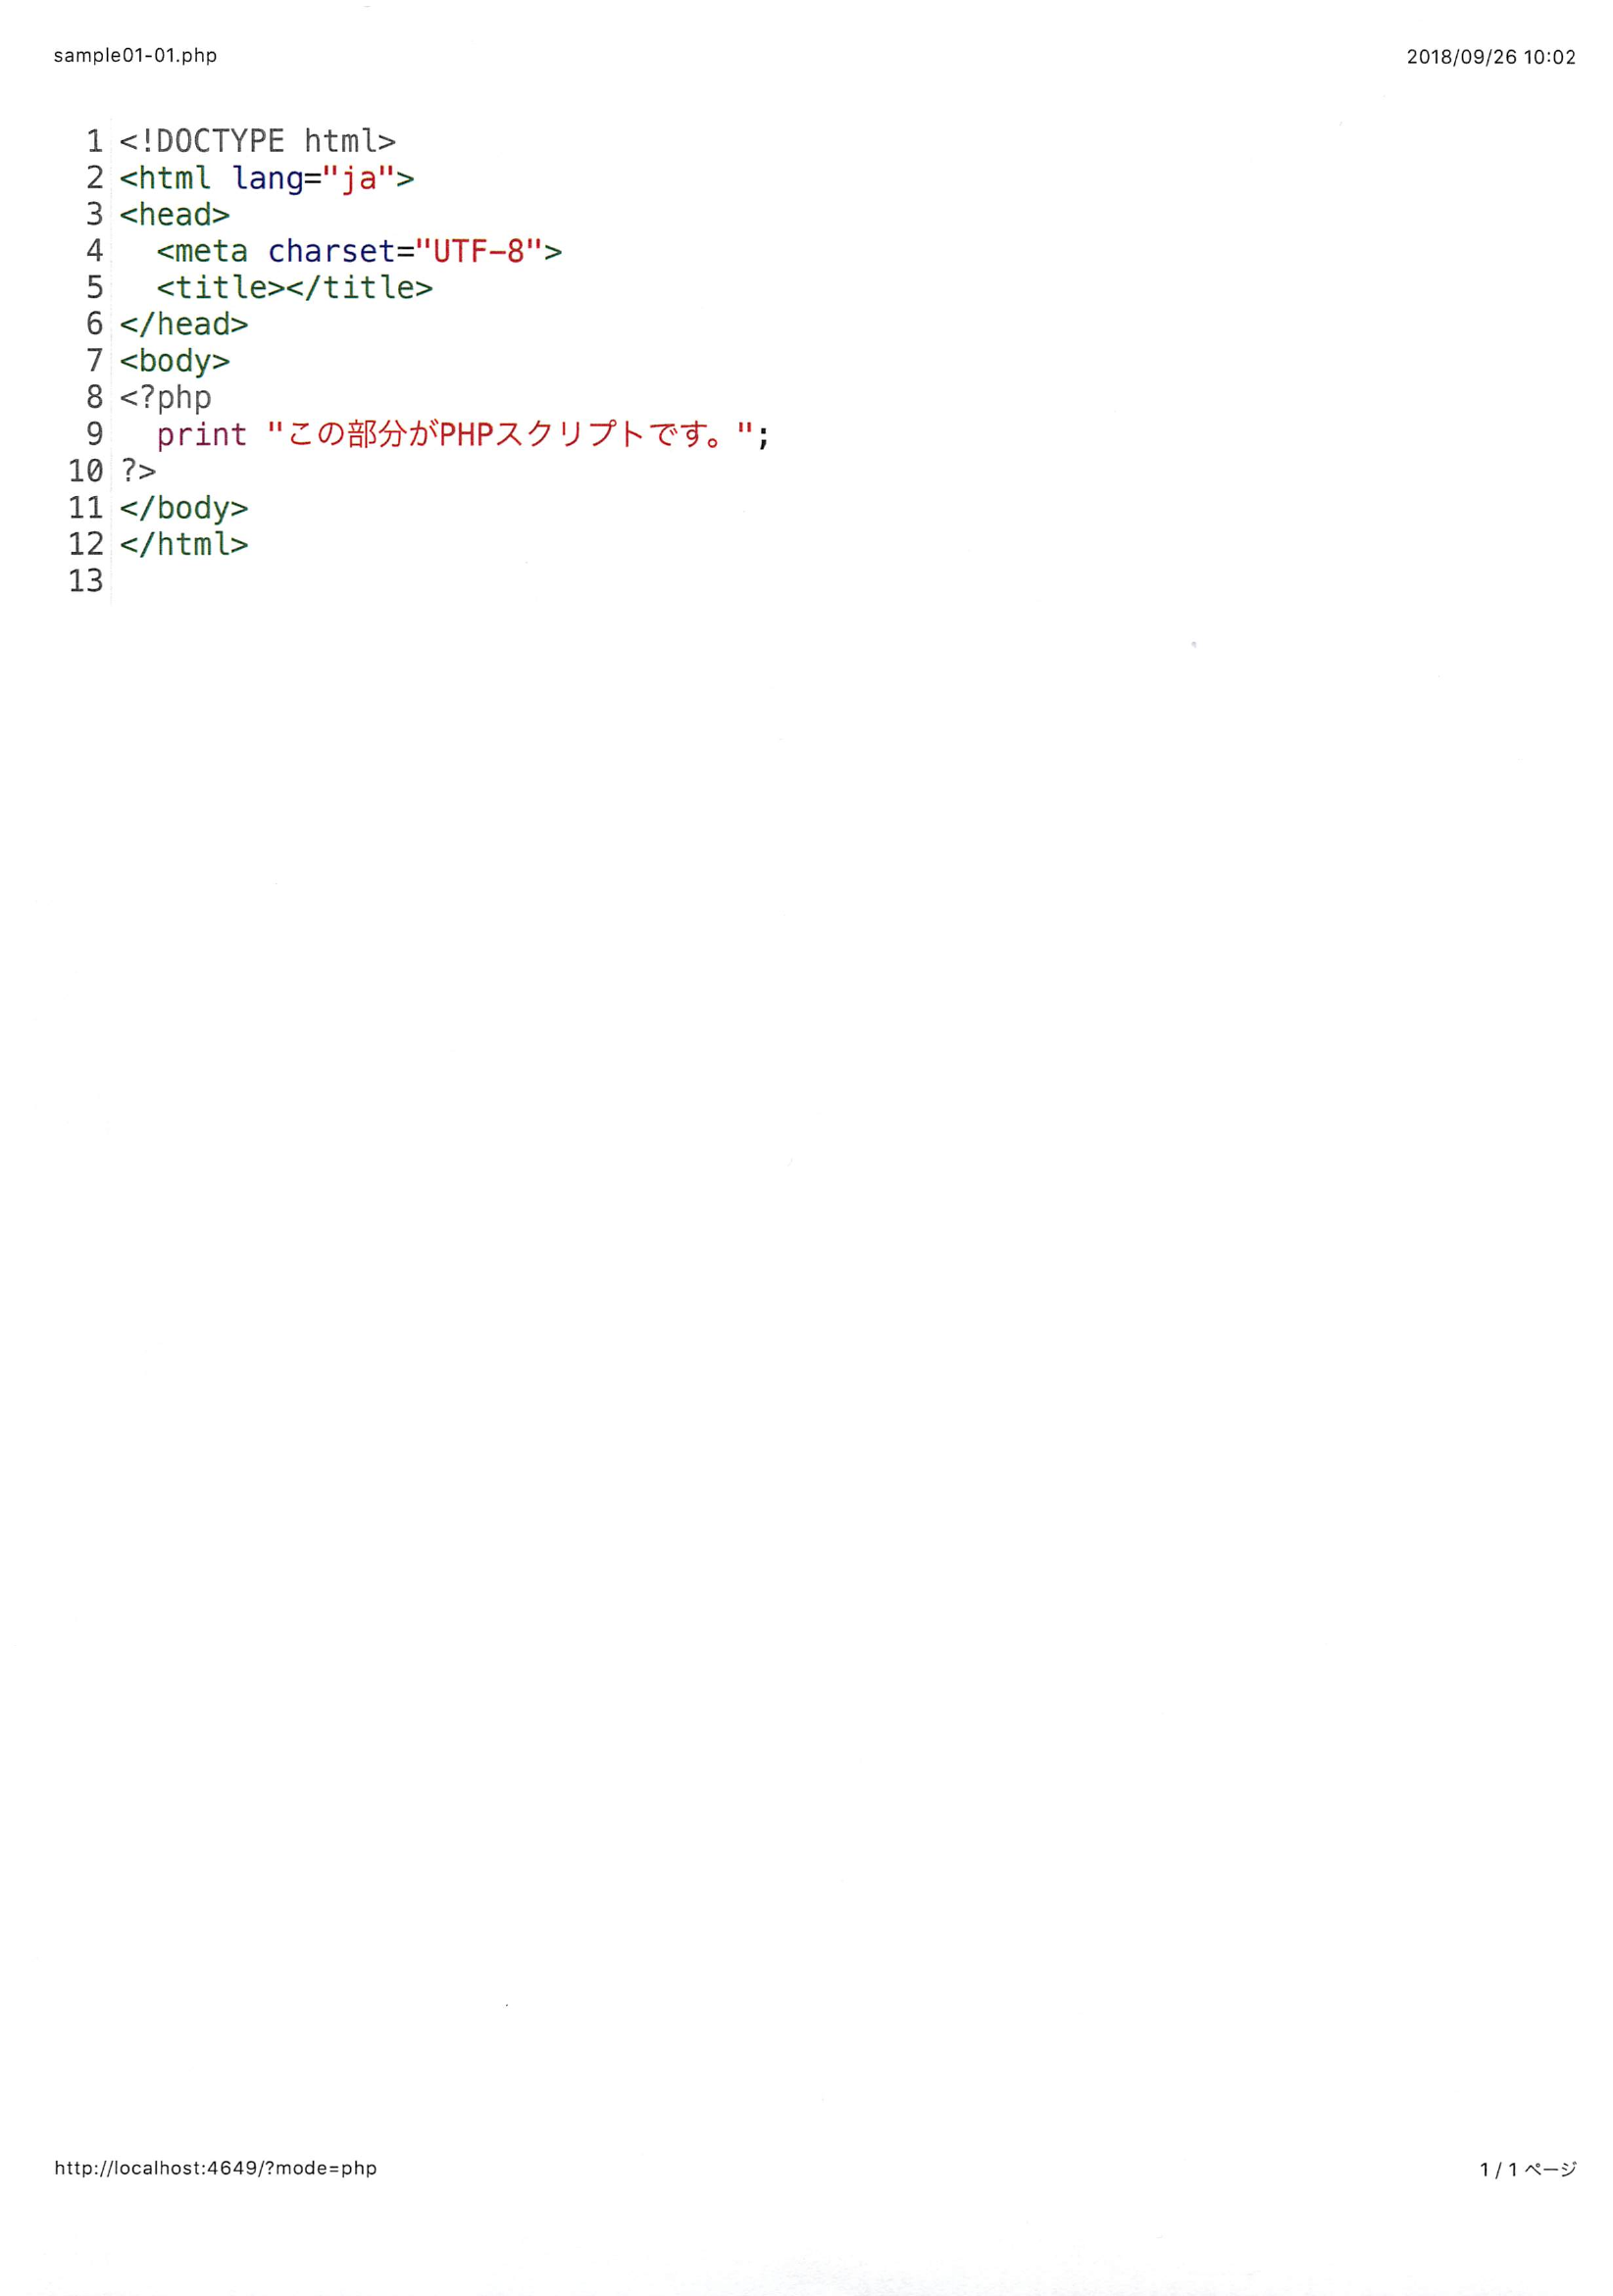 sample01-01.php 2018/09/26 10:02
1 <!DOCTYPE html>
2 <html lang="ja">
3 <head>
4   <meta charset="UTF-8">
5   <title></title>
6 </head>
7 <body>
8 <?php
9   print "この部分がPHPスクリプトです。";
10 ?>
11 </body>
12 </html>
13
http://localhost:4649/?mode=php 1 / 1 ページ